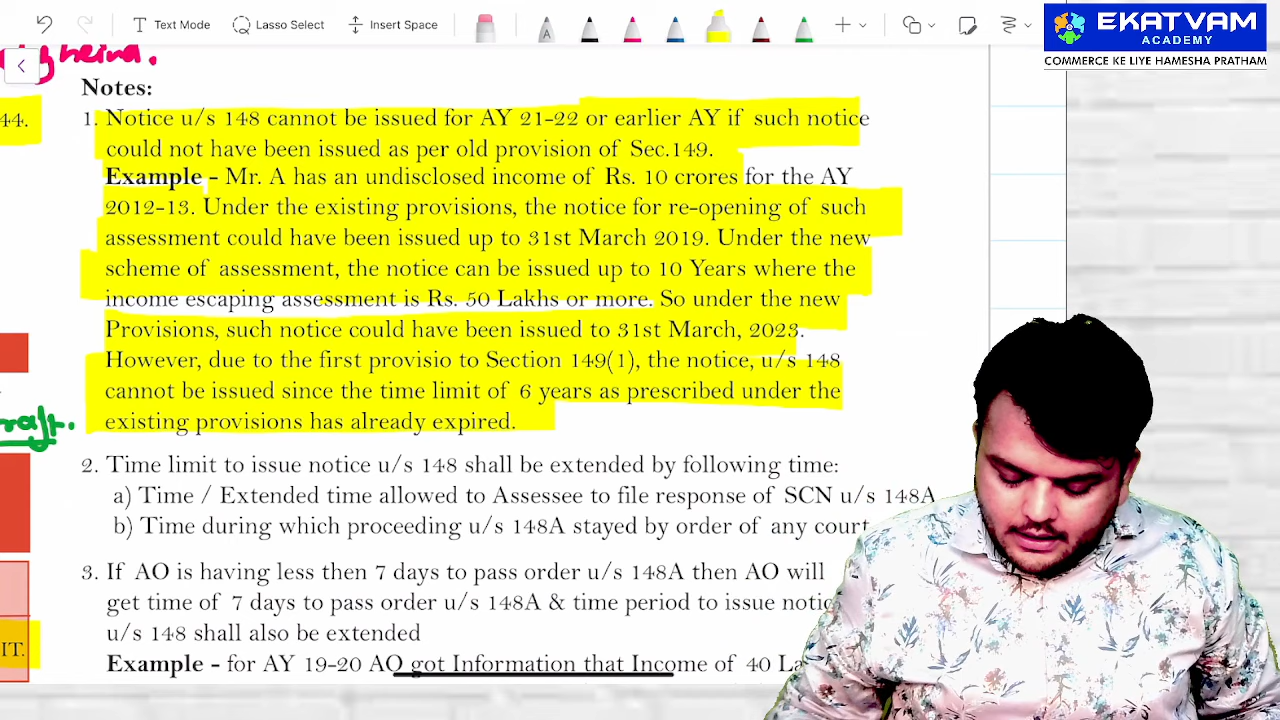 Text Mode Lasso Select Insert Space
A
EKATVAM
ACADEMY
COMMERCE KE LIYE HAMESHA PRATHAM
heind.
Notes:
44.
1. Notice u/s 148 cannot be issued for AY 21-22 or earlier AY if such notice
could not have been issued as per old provision of Sec.149.
Example - Mr. A has an undisclosed income of Rs. 10 crores for the AY
2012-13. Under the existing provisions, the notice for re-opening of such
assessment could have been issued up to 31st March 2019. Under the new
scheme of assessment, the notice can be issued up to 10 Years where the
income escaping assessment is Rs. 50 Lakhs or more. So under the new
Provisions, such notice could have been issued to 31st March, 2023.
However, due to the first provisio to Section 149(1), the notice, u/s 148
cannot be issued since the time limit of 6 years as prescribed under the
existing provisions has already expired.
raft.
2. Time limit to issue notice u/s 148 shall be extended by following time:
a) Time / Extended time allowed to Assessee to file response of SCN u/s 148A
b) Time during which proceeding u/s 148A stayed by order of any court
3. If AO is having less then 7 days to pass order u/s 148A then AO will
get time of 7 days to pass order u/s 148A & time period to issue notic
u/s 148 shall also be extended
IT.
Example - for AY 19-20 AO got Information that Income of 40 La